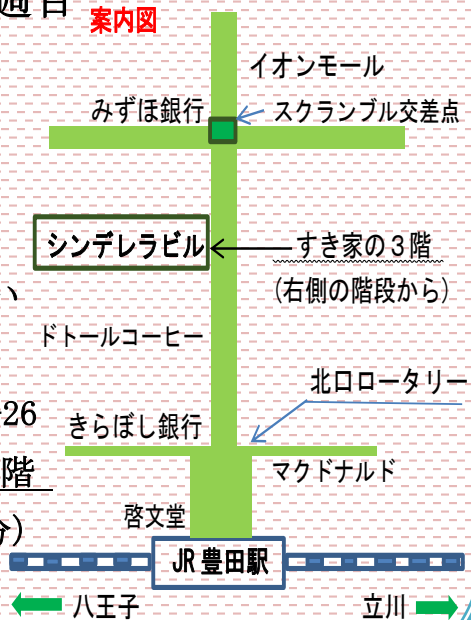 週日
案内図
イオンモール
みずほ銀行
スクランブル交差点
シンデレラビル
すき家の3階
(右側の階段から)
、
ドトールコーヒー
北口ロータリー
26
きらぼし銀行
階
マクドナルド
啓文堂
分)
JR 豊田駅
八王子
立川